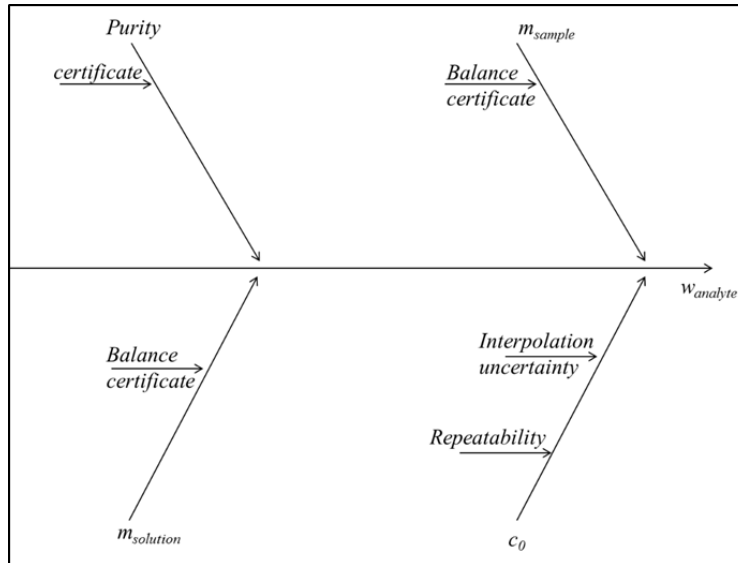 Purity
certificate
m_sample
Balance
certificate
w_analyte
Balance
certificate
m_solution
Interpolation
uncertainty
Repeatability
c_0